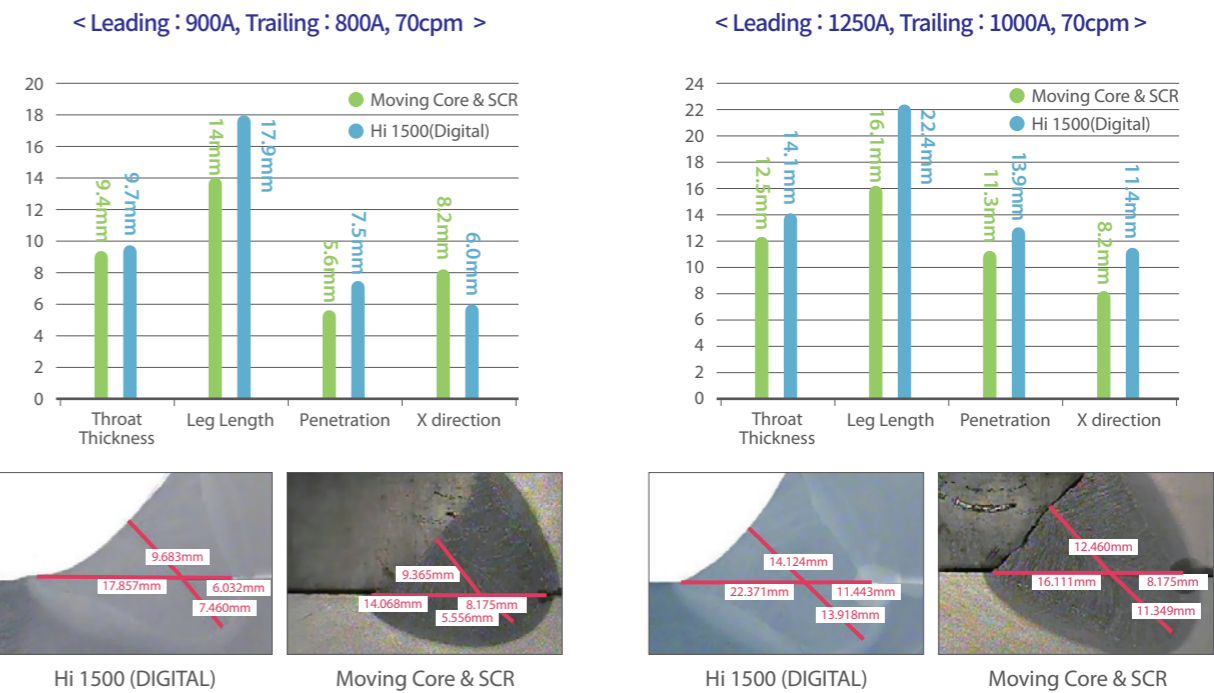 < Leading : 900A, Trailing : 800A, 70cpm >
20
18
16
14
12
10
8
6
4
2
0
Moving Core & SCR
Hi 1500(Digital)
9.4mm
9.7mm
14mm
17.9mm
5.6mm
7.5mm
8.2mm
6.0mm
Throat
Thickness
Leg Length
Penetration
X direction
9.683mm
17.857mm
6.032mm
7.460mm
Hi 1500 (DIGITAL)
9.365mm
14.068mm
8.175mm
5.556mm
Moving Core & SCR
< Leading : 1250A, Trailing : 1000A, 70cpm >
24
22
20
18
16
14
12
10
8
6
4
2
0
Moving Core & SCR
Hi 1500(Digital)
12.5mm
14.1mm
16.1mm
22.4mm
11.3mm
13.9mm
8.2mm
11.4mm
Throat
Thickness
Leg Length
Penetration
X direction
14.124mm
22.371mm
11.443mm
13.918mm
Hi 1500 (DIGITAL)
12.460mm
16.111mm
8.175mm
11.349mm
Moving Core & SCR